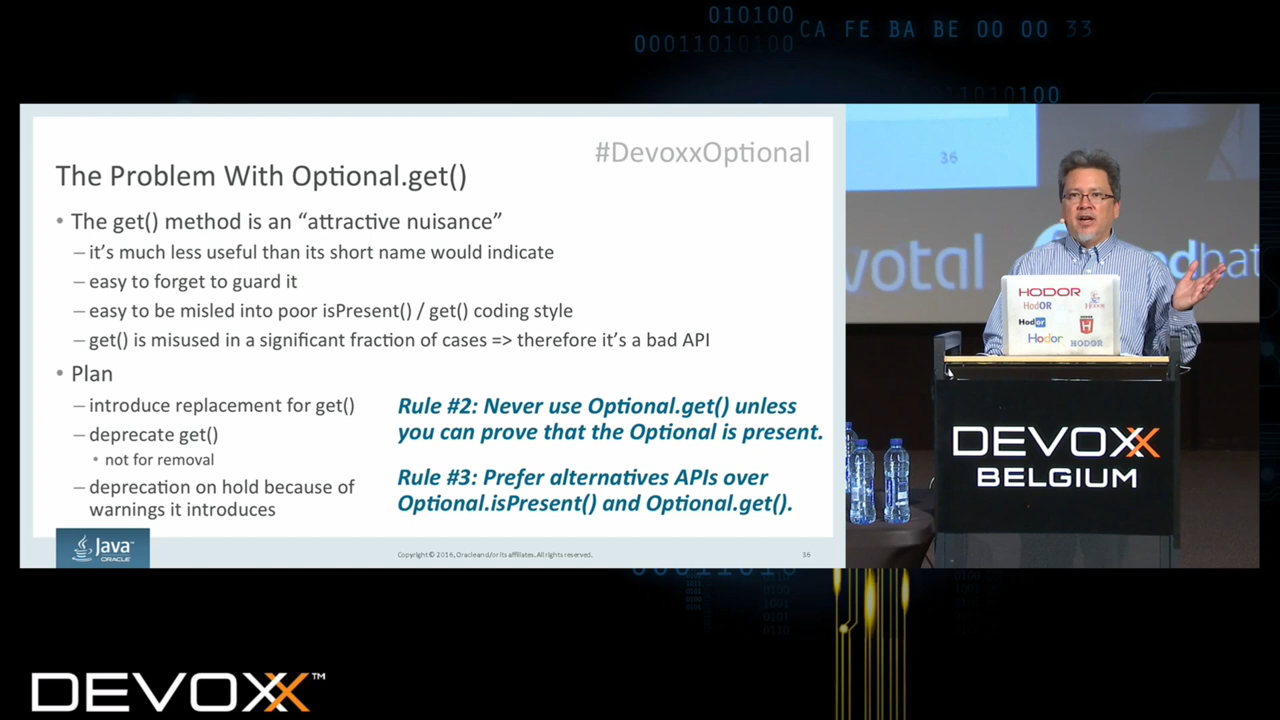 010100
00011010100
CA FE BA BE 00 00 33
11010100
#DevoxxOptional
The Problem With Optional.get()
• The get() method is an “attractive nuisance”
– it’s much less useful than its short name would indicate
– easy to forget to guard it
– easy to be misled into poor isPresent() / get() coding style
– get() is misused in a significant fraction of cases => therefore it’s a bad API
• Plan
– introduce replacement for get()
– deprecate get()
• not for removal
– deprecation on hold because of
warnings it introduces
Rule #2: Never use Optional.get() unless
you can prove that the Optional is present.
Rule #3: Prefer alternatives APIs over
Optional.isPresent() and Optional.get().
Java
ORACLE
Copyright © 2016, Oracle and/or its affiliates. All rights reserved.
36
36
votal
edhat
HODOR
HodOR
Hodor
Hodor
HODOR
DEVOXX
BELGIUM
DEVOXX™